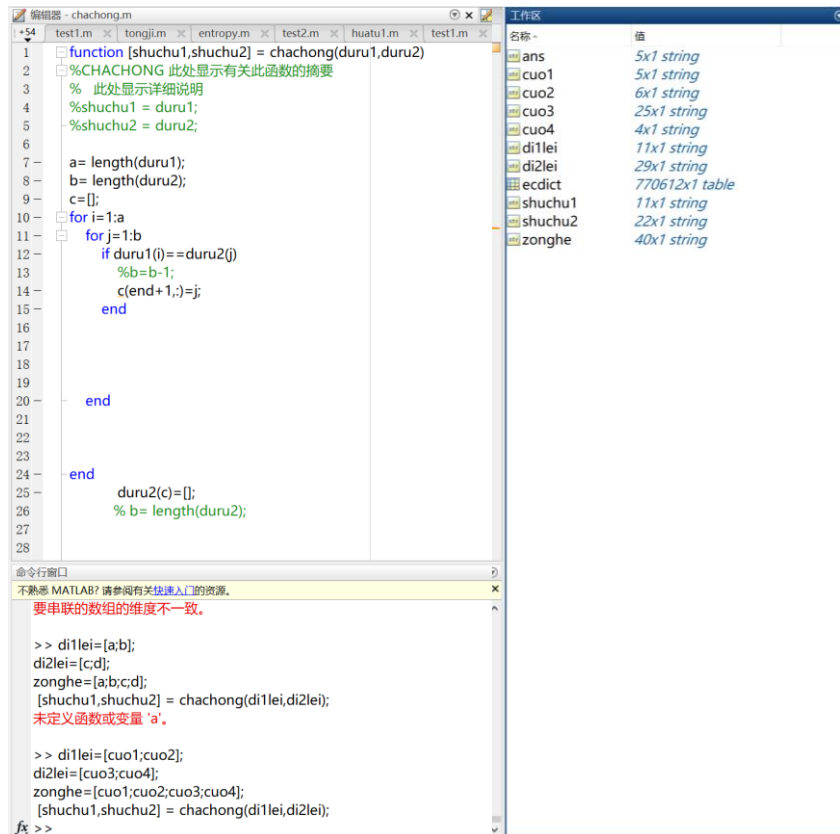 编辑器 - chachong.m
+54 test1.m × tongji.m × entropy.m × test2.m × huatu1.m × test1.m ×
1 function [shuchu1,shuchu2] = chachong(duru1,duru2)
2 %CHACHONG 此处显示有关此函数的摘要
3 % 此处显示详细说明
4 %shuchu1 = duru1;
5 %shuchu2 = duru2;
6
7 a= length(duru1);
8 b= length(duru2);
9 c=[];
10 for i=1:a
11 for j=1:b
12 if duru1(i)==duru2(j)
13 %b=b-1;
14 c(end+1,:)=j;
15 end
16
17
18
19
20 end
21
22
23
24 end
25 duru2(c)=[];
26 % b= length(duru2);
27
28
命令行窗口
不熟悉 MATLAB? 请参阅有关快速入门的资源。
要串联的数组的维度不一致。
>> di1lei=[a;b];
di2lei=[c;d];
zonghe=[a;b;c;d];
[shuchu1,shuchu2] = chachong(di1lei,di2lei);
未定义函数或变量 'a'。
>> di1lei=[cuo1;cuo2];
di2lei=[cuo3;cuo4];
zonghe=[cuo1;cuo2;cuo3;cuo4];
[shuchu1,shuchu2] = chachong(di1lei,di2lei);
fx >>
工作区
名称 值
ans 5x1 string
cuo1 5x1 string
cuo2 6x1 string
cuo3 25x1 string
cuo4 4x1 string
di1lei 11x1 string
di2lei 29x1 string
ecdict 770612x1 table
shuchu1 11x1 string
shuchu2 22x1 string
zonghe 40x1 string